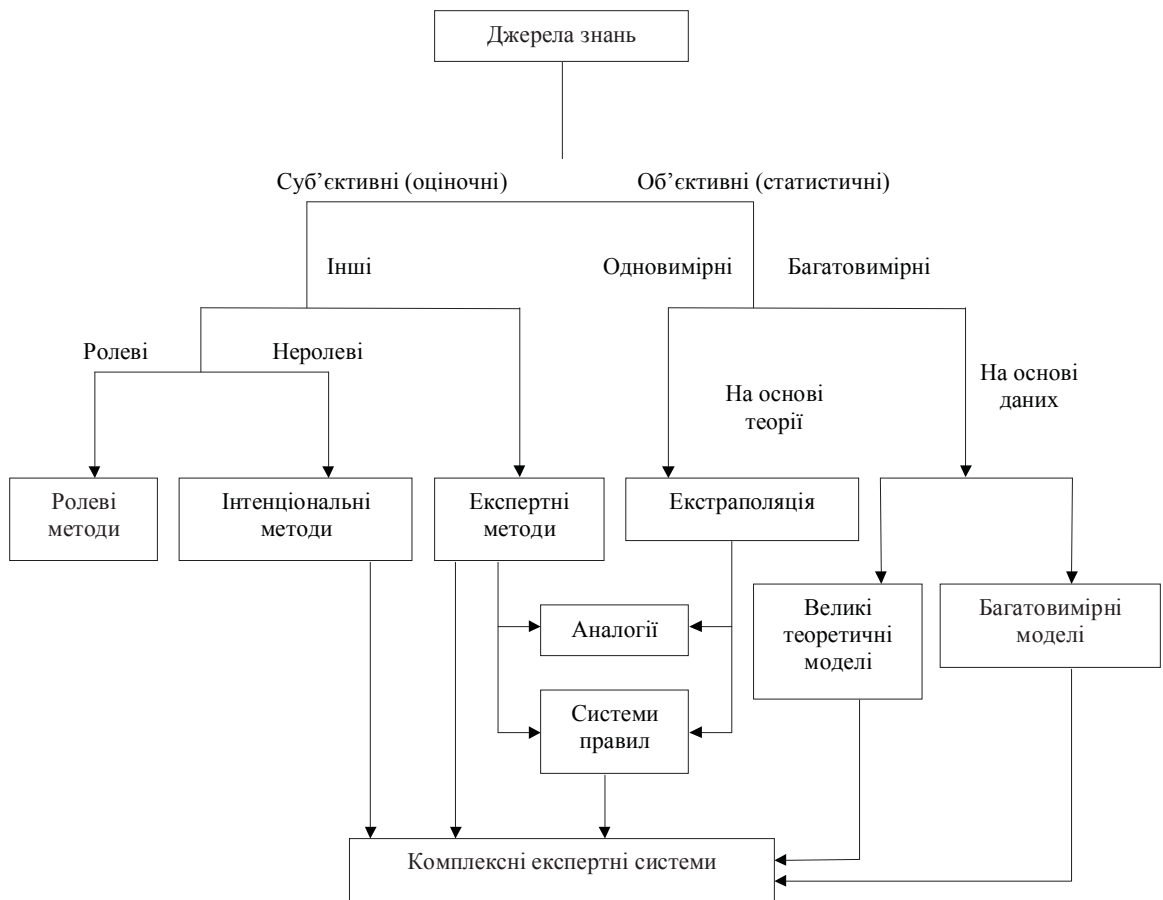 Джерела знань
Суб’єктивні (оціночні)
Об’єктивні (статистичні)
Інші
Одновимірні
Багатовимірні
Ролеві
Неролеві
На основі
теорії
На основі
даних
Ролеві
методи
Інтенціональні
методи
Експертні
методи
Екстраполяція
Аналогії
Великі
теоретичні
моделі
Багатовимірні
моделі
Системи
правил
Комплексні експертні системи